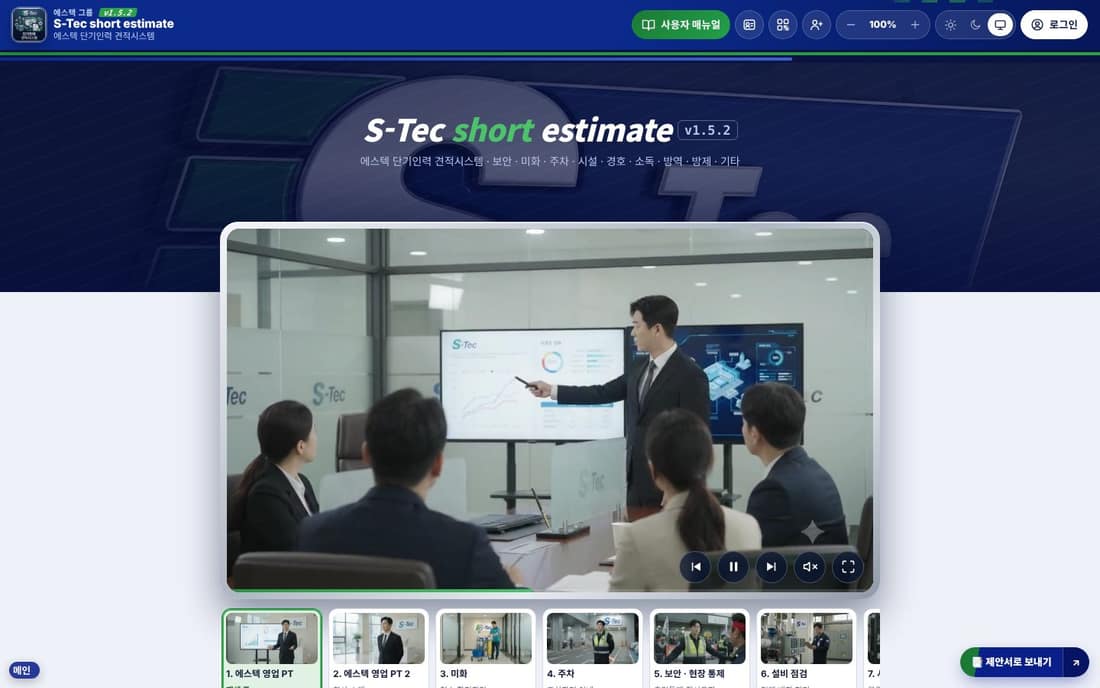 에스텍 그룹 v1.5.2
S-Tec short estimate
에스텍 단기인력 견적시스템
사용자 매뉴얼
100%
로그인
S-Tec short estimate v1.5.2
에스텍 단기인력 견적시스템 · 보안 · 미화 · 주차 · 시설 · 경호 · 소독 · 방역 · 방제 · 기타
S-Tec
S-Tec
Tec
S-Tec
S-Tec
1. 에스텍 영업 PT
2. 에스텍 영업 PT 2
3. 미화
4. 주차
5. 보안 · 현장 통제
6. 설비 점검
메인
제안서로 보내기